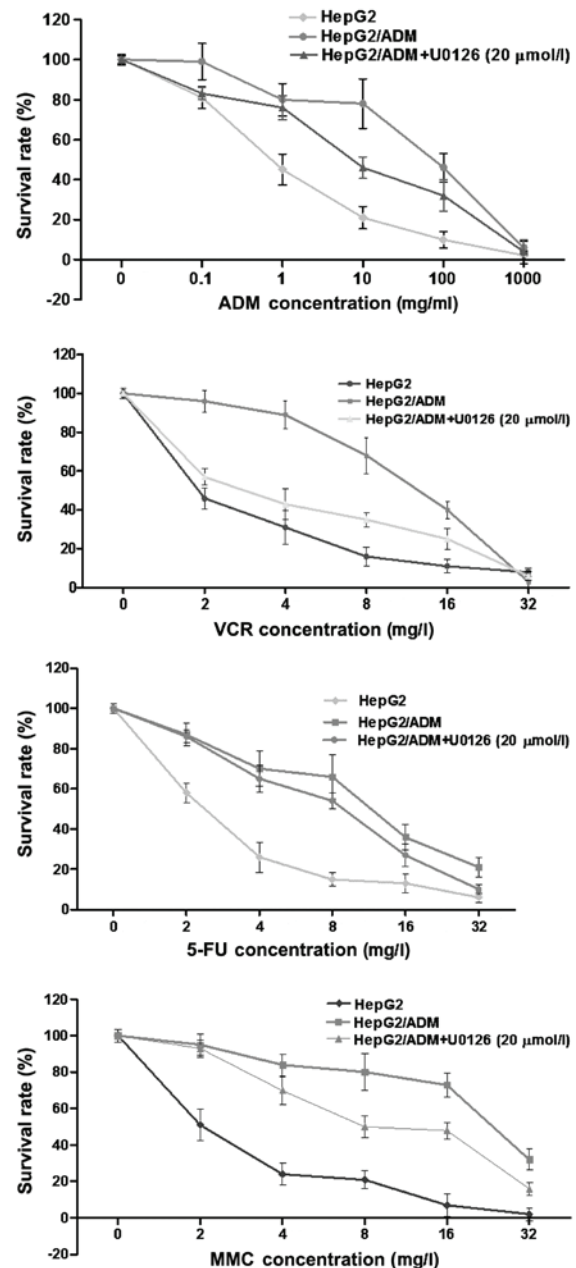 HepG2
HepG2/ADM
HepG2/ADM+U0126 (20 μmol/l)
Survival rate (%)
120
100
80
60
40
20
0
-20
0 0.1 1 10 100 1000
ADM concentration (mg/ml)
HepG2
HepG2/ADM
HepG2/ADM+U0126 (20 μmol/l)
Survival rate (%)
120
100
80
60
40
20
0
0 2 4 8 16 32
VCR concentration (mg/l)
HepG2
HepG2/ADM
HepG2/ADM+U0126 (20 μmol/l)
Survival rate (%)
120
100
80
60
40
20
0
0 2 4 8 16 32
5-FU concentration (mg/l)
HepG2
HepG2/ADM
HepG2/ADM+U0126 (20 μmol/l)
Survival rate (%)
120
100
80
60
40
20
0
-20
0 2 4 8 16 32
MMC concentration (mg/l)